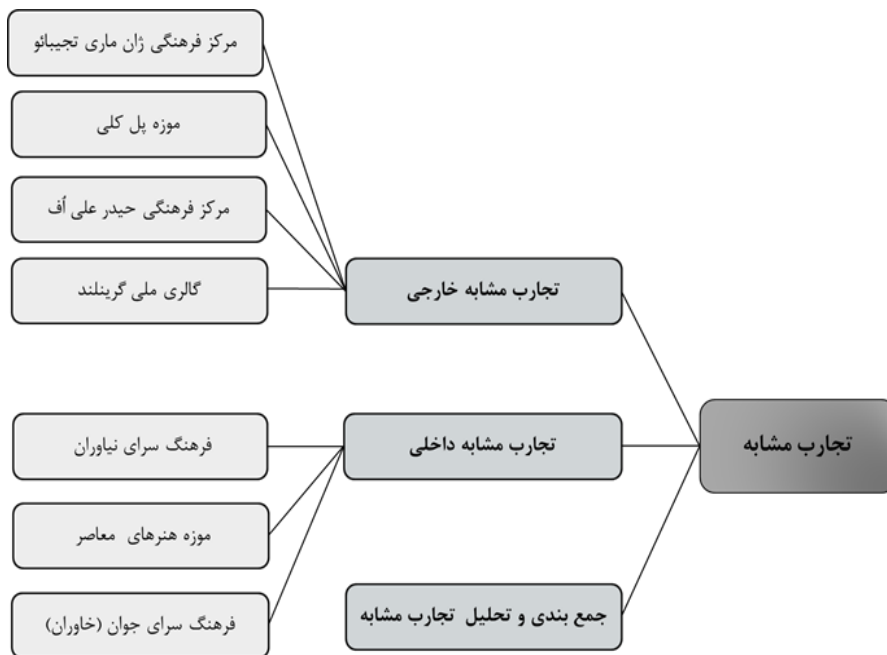 تجارب مشابه
تجارب مشابه خارجی
مرکز فرهنگی ژان ماری تجیبائو
موزه پل کلی
مرکز فرهنگی حیدر علی اُف
گالری ملی گرینلند
تجارب مشابه داخلی
فرهنگ سرای نیاوران
موزه هنرهای معاصر
فرهنگ سرای جوان (خاوران)
جمع بندی و تحلیل تجارب مشابه